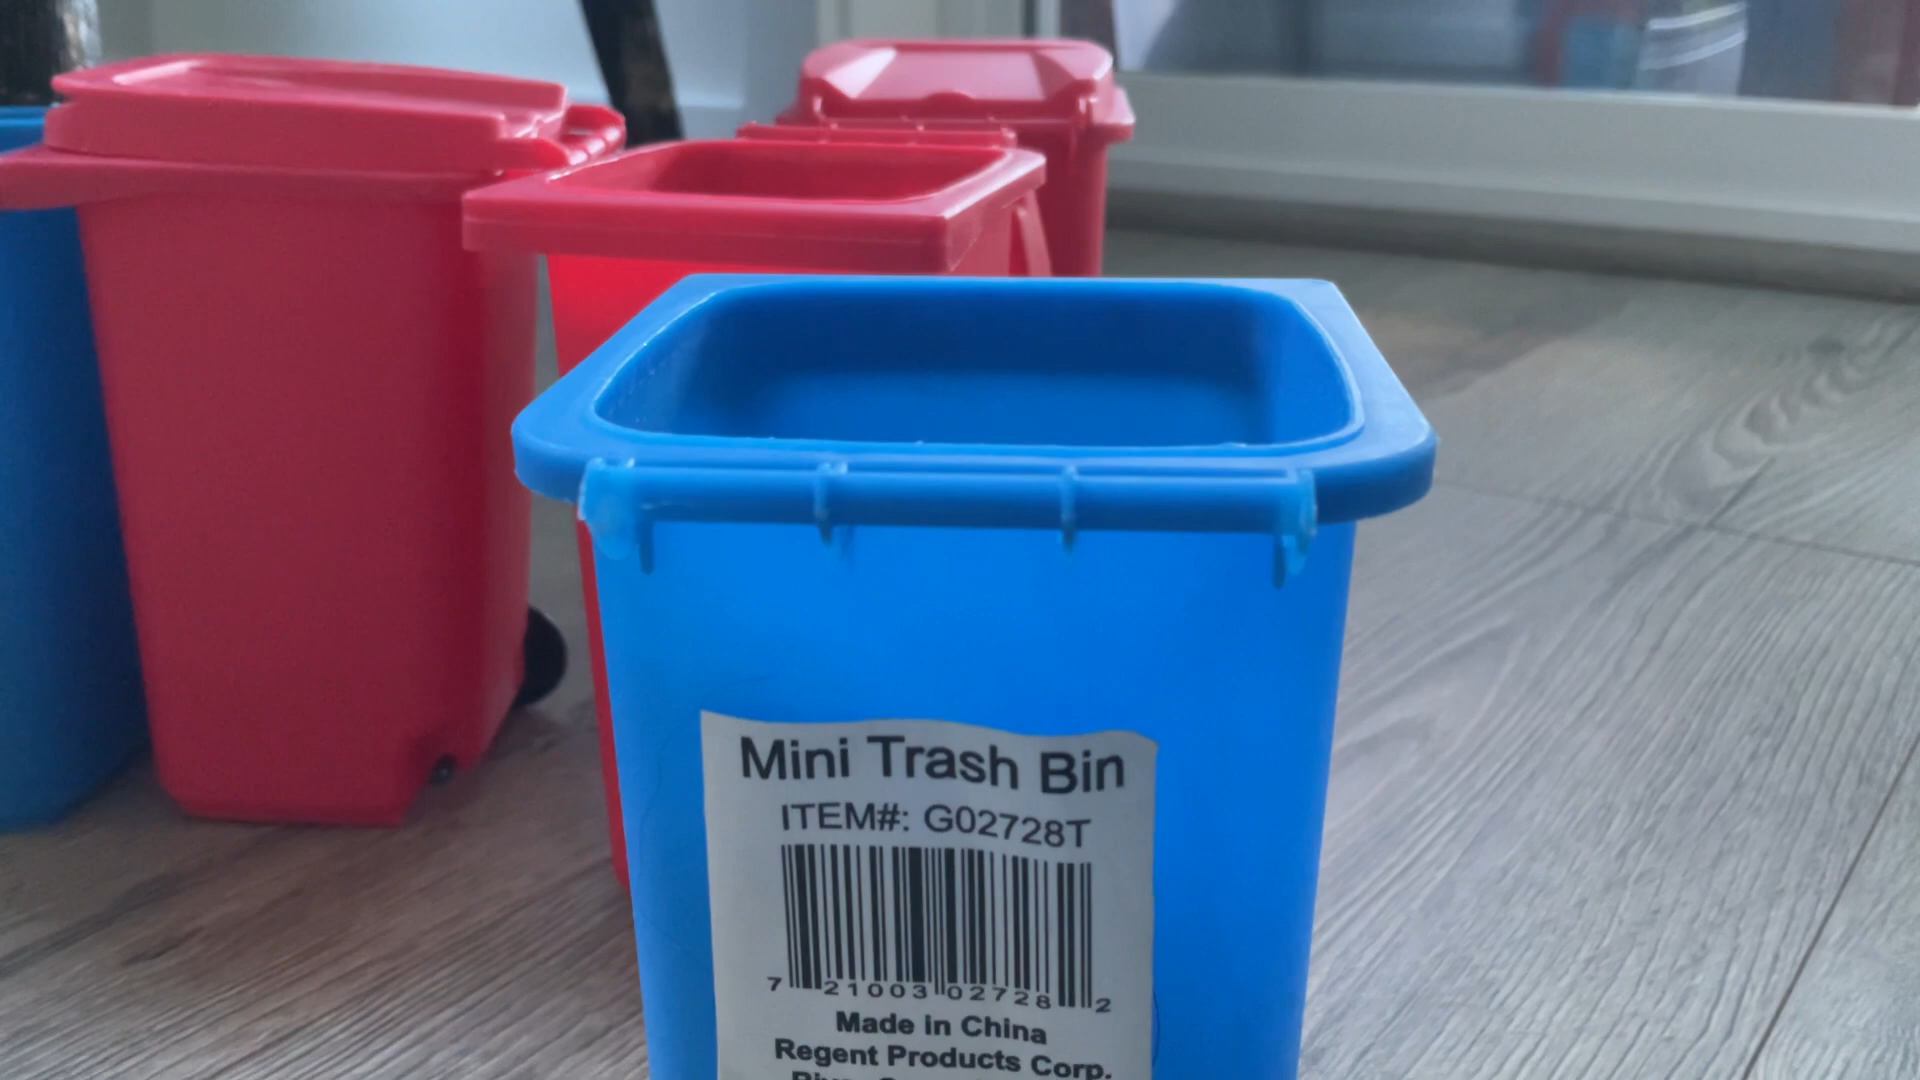 Mini Trash Bin
ITEM#: G02728T
7 21003 02728 2
Made in China
Regent Products Corp.